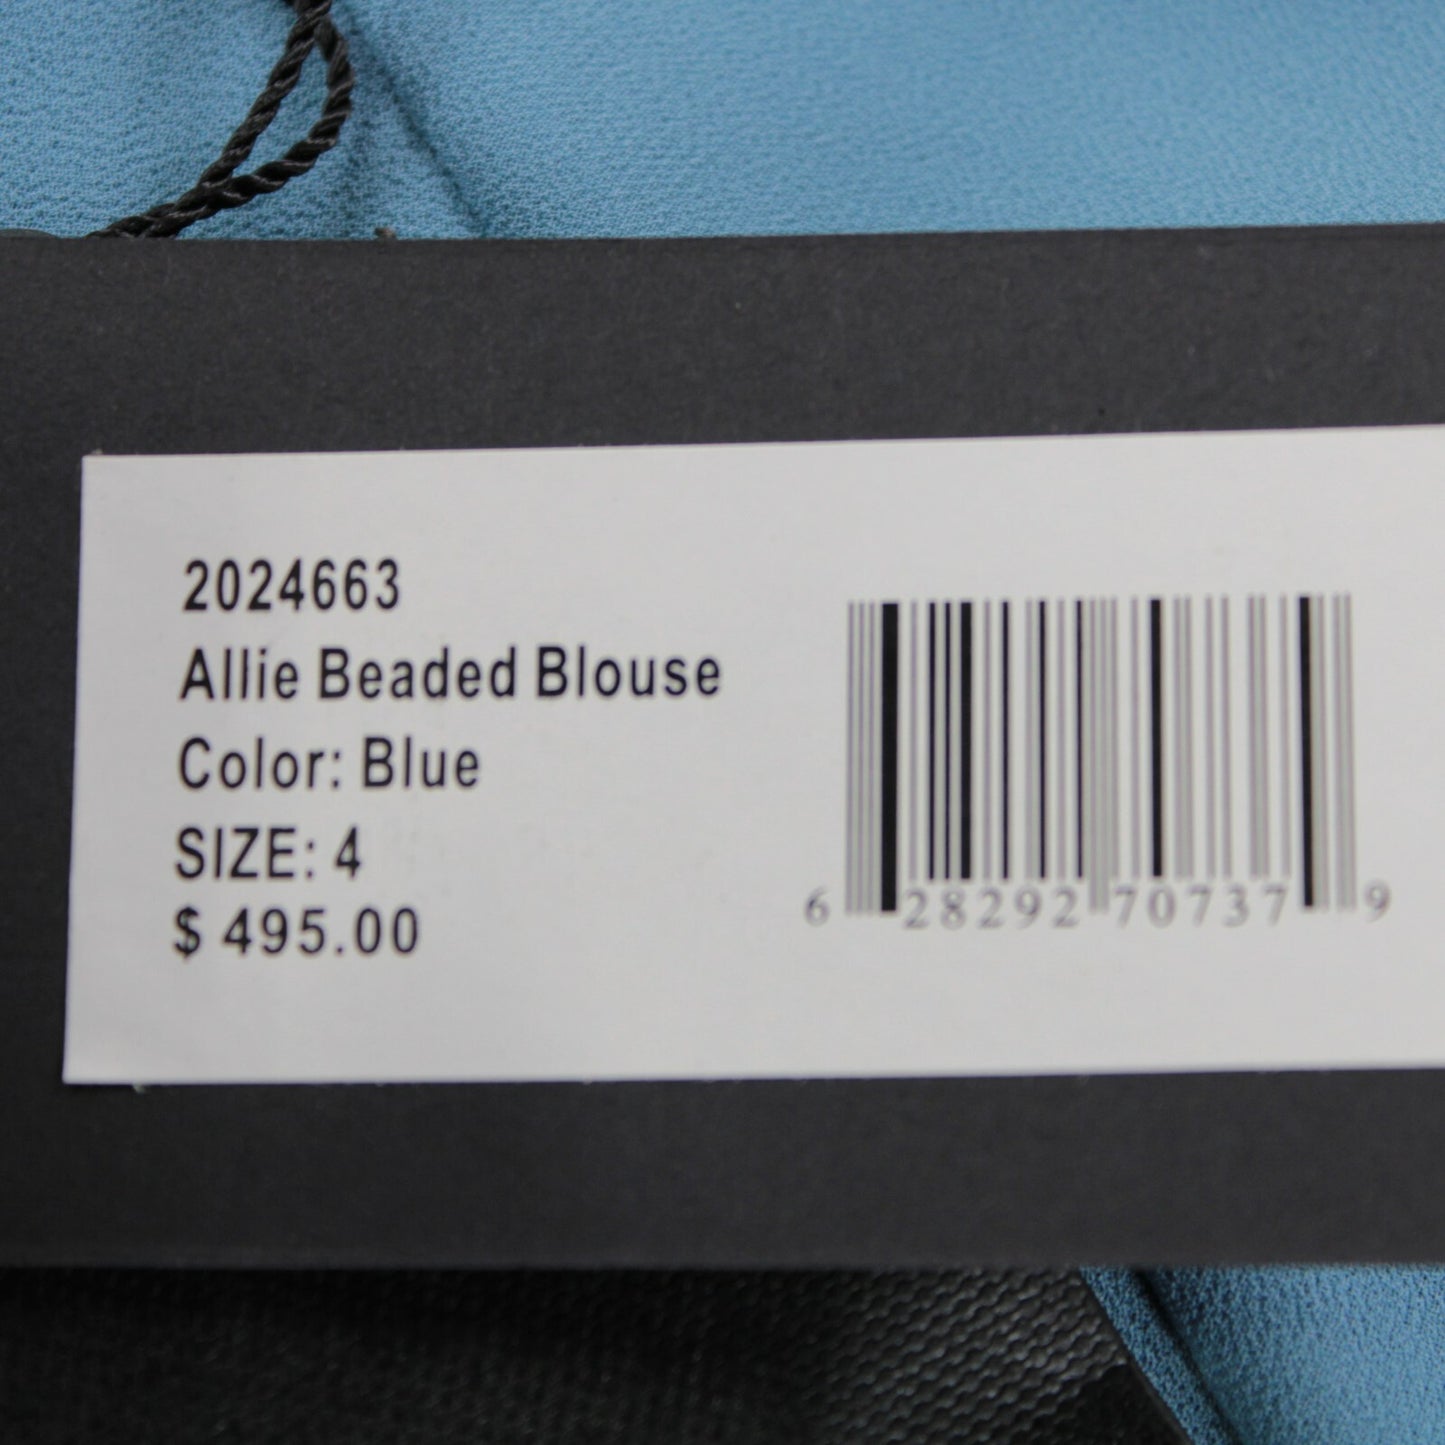 2024663
Allie Beaded Blouse
Color: Blue
SIZE: 4
$ 495.00
6 28292 70737 9